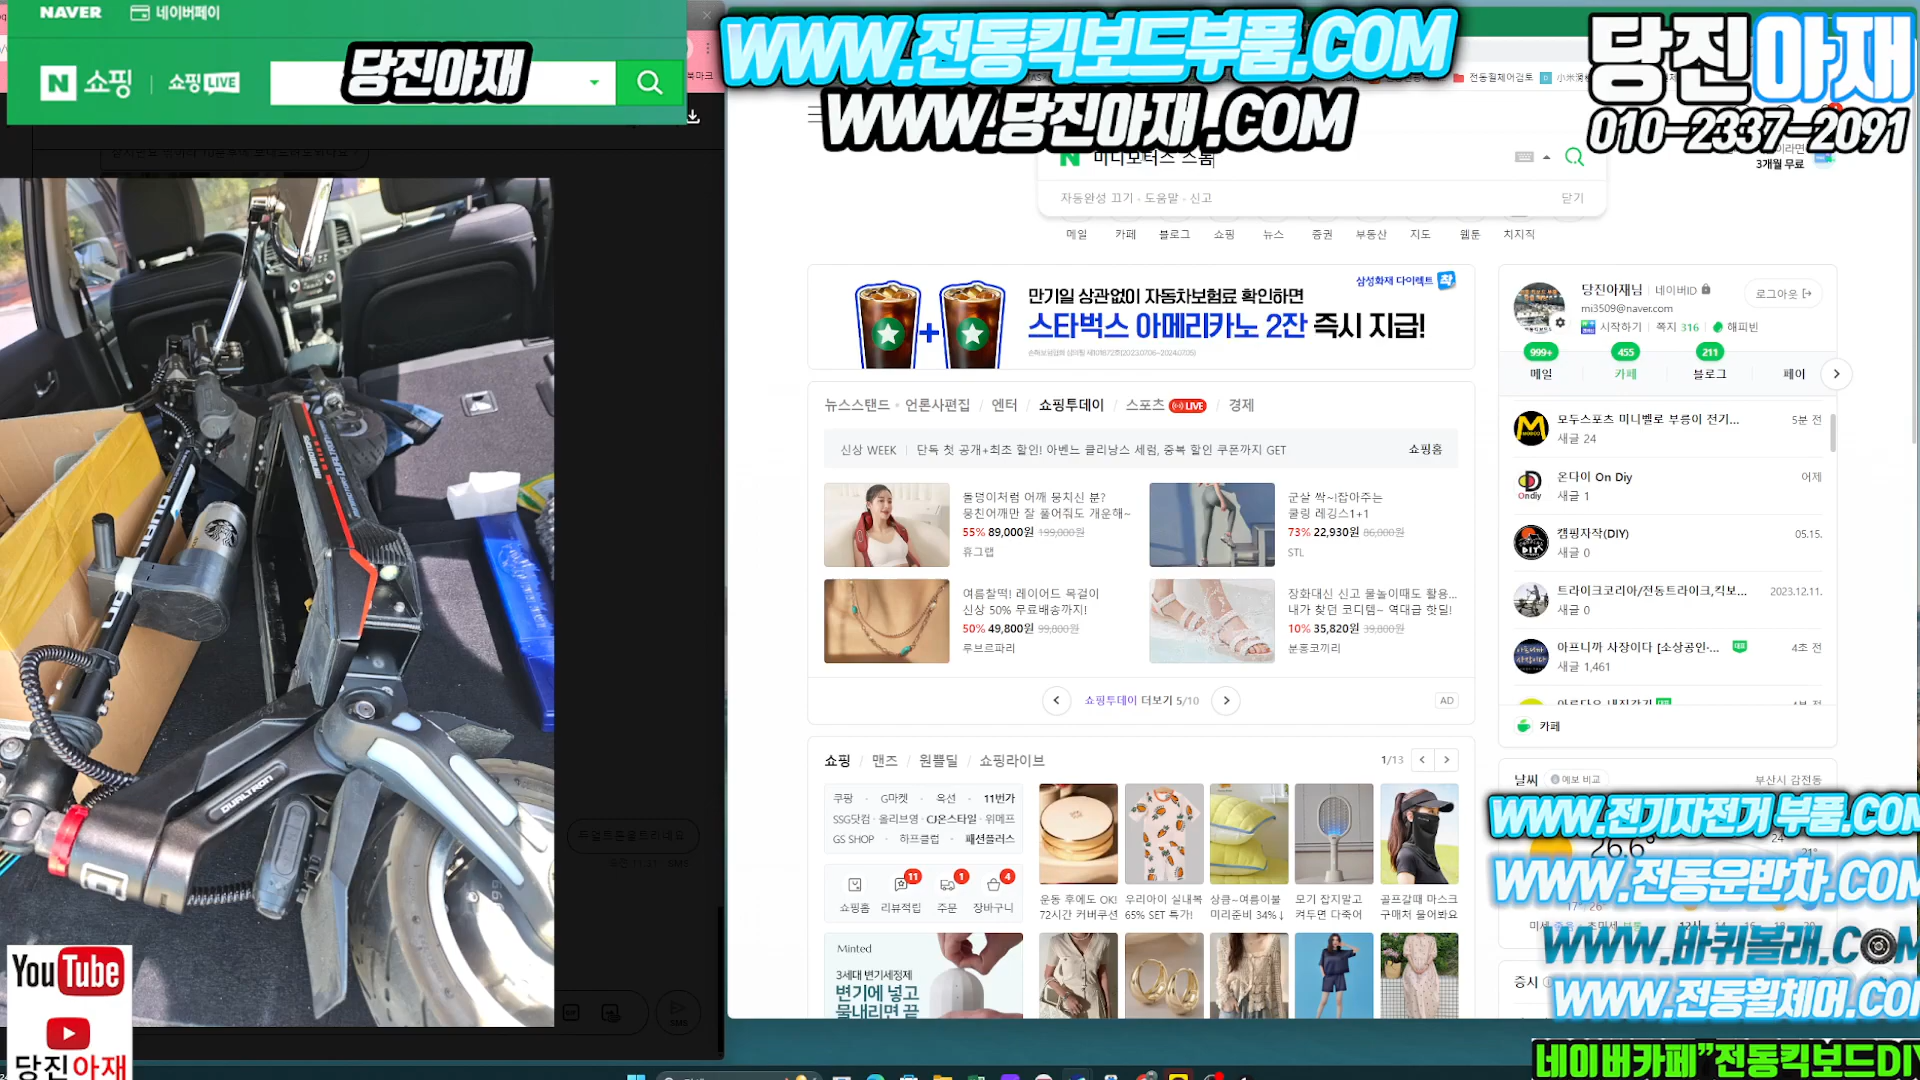 NAVER 네이버페이
N 쇼핑 | 쇼핑LIVE
당진아재
WWW.전동킥보드부품.COM
WWW.당진아재.COM
당진아재
010-2337-2091
북마크
전동휠체어검토
미니모터스 스톰
3개월 무료
자동완성 끄기 · 도움말 · 신고
닫기
메일 카페 블로그 쇼핑 뉴스 증권 부동산 지도 웹툰 치지직
삼성화재 다이렉트 착
만기일 상관없이 자동차보험료 확인하면
스타벅스 아메리카노 2잔 즉시 지급!
당진아재님 네이버ID
로그아웃
mi3509@naver.com
시작하기 쪽지 316 해피빈
999+ 455 211
메일 카페 블로그 페이
모두스포츠 미니벨로 부릉이 전기... 5분 전
새글 24
온다이 On Diy 어제
새글 1
캠핑자작(DIY) 05.15.
새글 0
트라이크코리아/전동트라이크,킥보... 2023.12.11.
새글 0
아프니까 사장이다 [소상공인·... 4초 전
새글 1,461
카페
뉴스스탠드 · 언론사편집 / 엔터 / 쇼핑투데이 / 스포츠 LIVE / 경제
신상 WEEK | 단독 첫 공개+최초 할인! 아벤느 클리낭스 세럼, 중복 할인 쿠폰까지 GET
쇼핑홈
돌덩이처럼 어깨 뭉치신 분?
뭉친어깨만 잘 풀어줘도 개운해~
55% 89,000원 199,000원
휴그랩
군살 싹~!잡아주는
쿨링 레깅스1+1
73% 22,930원 86,000원
STL
여름찰떡! 레이어드 목걸이
신상 50% 무료배송까지!
50% 49,800원 99,800원
루브르파리
장화대신 신고 물놀이때도 활용...
내가 찾던 코디템~ 역대급 핫딜!
10% 35,820원 39,800원
분홍코끼리
쇼핑투데이 더보기 5/10
AD
쇼핑 / 맨즈 / 원쁠딜 / 쇼핑라이브
1/13
쿠팡 · G마켓 · 옥션 · 11번가
SSG닷컴 · 올리브영 · CJ온스타일 · 위메프
GS SHOP · 하프클럽 · 패션플러스
11 1 4
쇼핑홈 리뷰적립 주문 장바구니
운동 후에도 OK!
72시간 커버쿠션
우리아이 실내복
65% SET 특가!
상큼~여름이불
미리준비 34%↓
모기 잡지말고
켜두면 다죽어
골프갈때 마스크
구매처 물어봐요
Minted
3세대 변기세정제
변기에 넣고
물내리면 끝
날씨 예보 비교
부산시 감전동
26.6°
증시
WWW.전기자전거 부품.COM
WWW.전동운반차.COM
WWW.바퀴몰래.COM
WWW.전동휠체어.CO
네이버카페"전동킥보드DIY
DUALTRON
DUALTRON
YouTube
당진아재
SMS